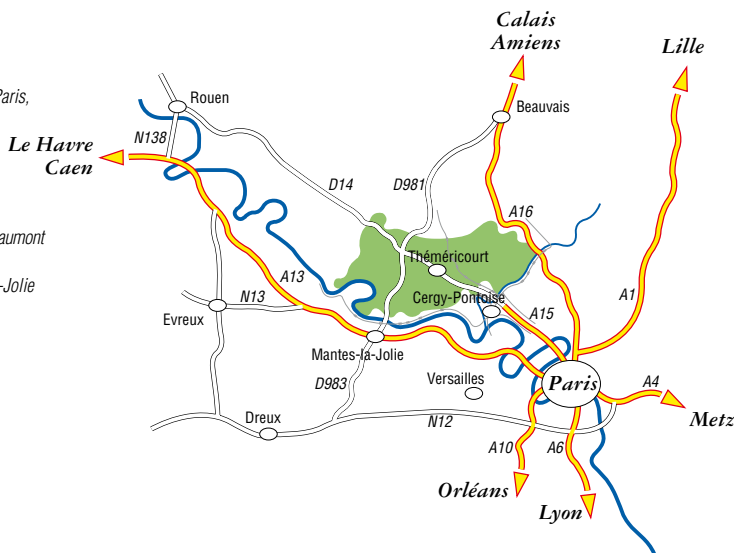 Calais
Amiens
Lille
Paris,
Rouen
Beauvais
N138
Le Havre
Caen
D14
D981
A16
aumont
Théméricourt
-Jolie
A13
N13
Cergy-Pontoise
A15
A1
Evreux
Mantes-la-Jolie
D983
Versailles
Paris
A4
Dreux
N12
Metz
A10
A6
Orléans
Lyon